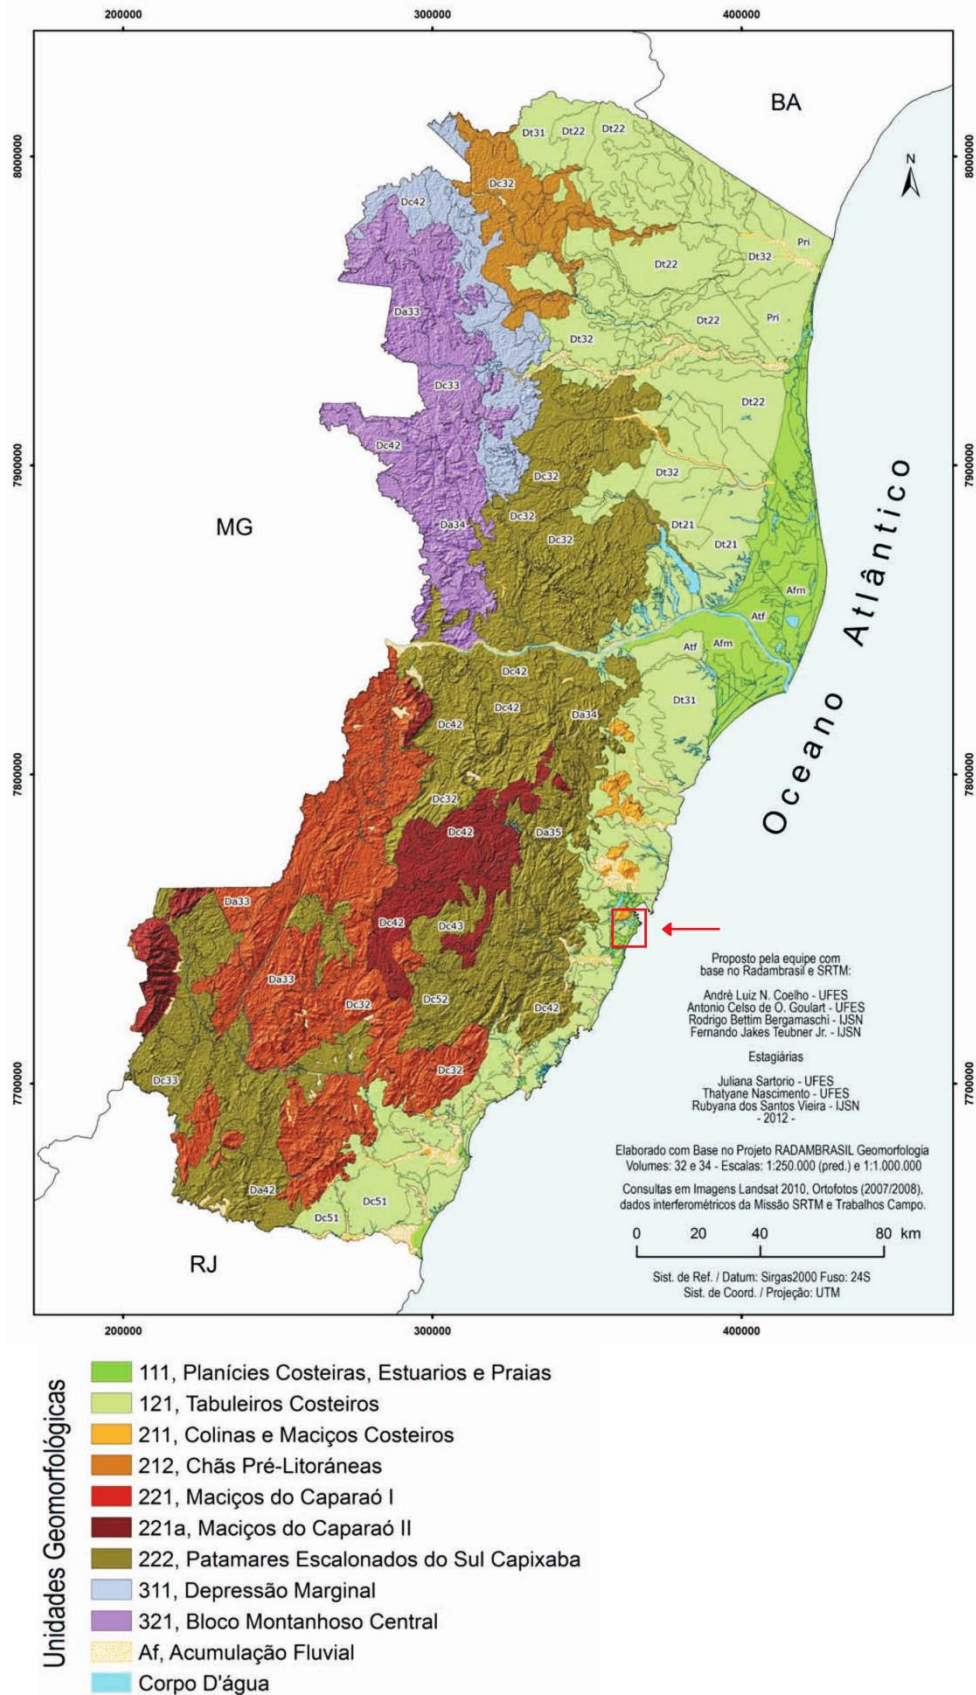 200000 300000 400000
8000000 8000000
7900000 7900000
7800000 7800000
7700000 7700000
BA
N
Dt31 Dt22 Dt22
Dc32
Dc42
Pri
Dt22 Dt32
Da33
Dt22 Pri
Dt32
Dc33
Dt22
Dc42
Dc32 Dt32
MG
Da34 Dc32
Dc32
Dt21
Dt21
Afm
Atf
Atf Afm
Dc42
Dc42 Da34 Dt31
Dc42
Dc32
Dc42 Da35
Da33
Dc42 Dc43
Da33
Dc32 Dc52 Dc42
Dc33
Dc32
Da42
Dc51 Dc51
RJ
Oceano Atlântico
Proposto pela equipe com
base no Radambrasil e SRTM:
André Luiz N. Coelho - UFES
Antonio Celso de O. Goulart - UFES
Rodrigo Bettim Bergamaschi - IJSN
Fernando Jakes Teubner Jr. - IJSN
Estagiárias
Juliana Sartorio - UFES
Thatyane Nascimento - UFES
Rubyana dos Santos Vieira - IJSN
- 2012 -
Elaborado com Base no Projeto RADAMBRASIL Geomorfologia
Volumes: 32 e 34 - Escalas: 1:250.000 (pred.) e 1:1.000.000
Consultas em Imagens Landsat 2010, Ortofotos (2007/2008),
dados interferométricos da Missão SRTM e Trabalhos Campo.
0 20 40 80 km
Sist. de Ref. / Datum: Sirgas2000 Fuso: 24S
Sist. de Coord. / Projeção: UTM
200000 300000 400000
Unidades Geomorfológicas
111, Planícies Costeiras, Estuarios e Praias
121, Tabuleiros Costeiros
211, Colinas e Maciços Costeiros
212, Chãs Pré-Litoráneas
221, Maciços do Caparaó I
221a, Maciços do Caparaó II
222, Patamares Escalonados do Sul Capixaba
311, Depressão Marginal
321, Bloco Montanhoso Central
Af, Acumulação Fluvial
Corpo D'água